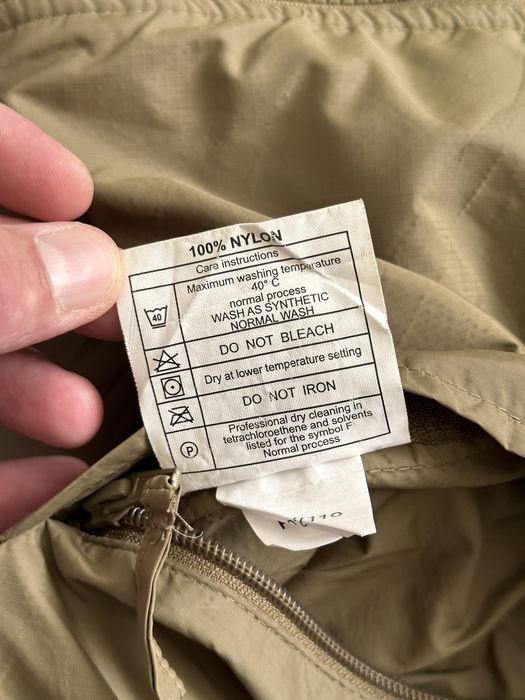 100% NYLON
Care instructions
Maximum washing temperature
40° C
normal process
WASH AS SYNTHETIC
NORMAL WASH
40
DO NOT BLEACH
Dry at lower temperature setting
DO NOT IRON
Professional dry cleaning in
tetrachloroethene and solvents
listed for the symbol F
Normal process
P